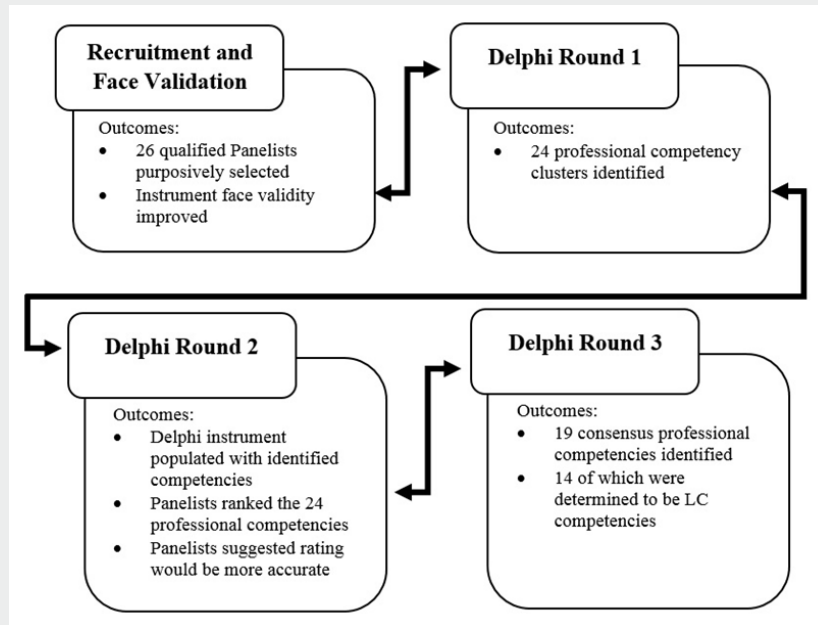 Recruitment and
Face Validation
Outcomes:
• 26 qualified Panelists
purposively selected
• Instrument face validity
improved
Delphi Round 1
Outcomes:
• 24 professional competency
clusters identified
Delphi Round 2
Outcomes:
• Delphi instrument
populated with identified
competencies
• Panelists ranked the 24
professional competencies
• Panelists suggested rating
would be more accurate
Delphi Round 3
Outcomes:
• 19 consensus professional
competencies identified
• 14 of which were
determined to be LC
competencies